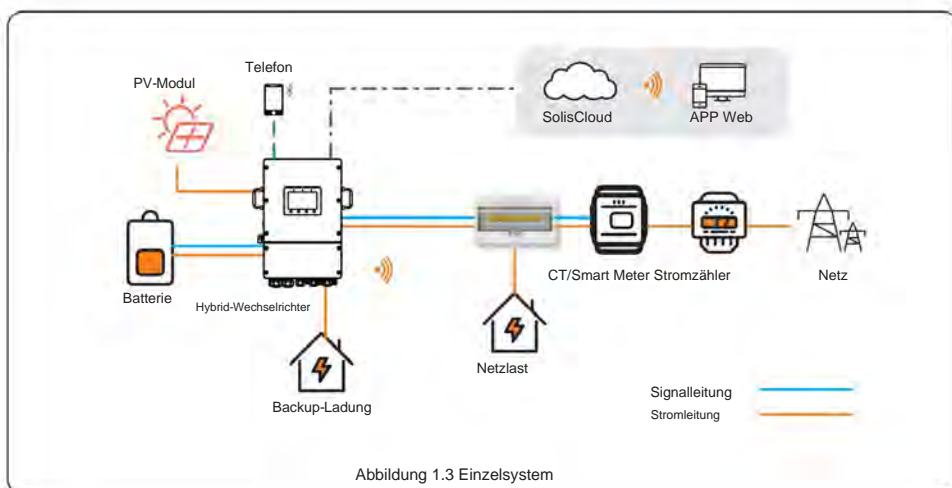 Telefon
PV-Modul
SolisCloud
APP Web
CT/Smart Meter Stromzähler
Netz
Batterie
Hybrid-Wechselrichter
Netzlast
Backup-Ladung
Signalleitung
Stromleitung
Abbildung 1.3 Einzelsystem